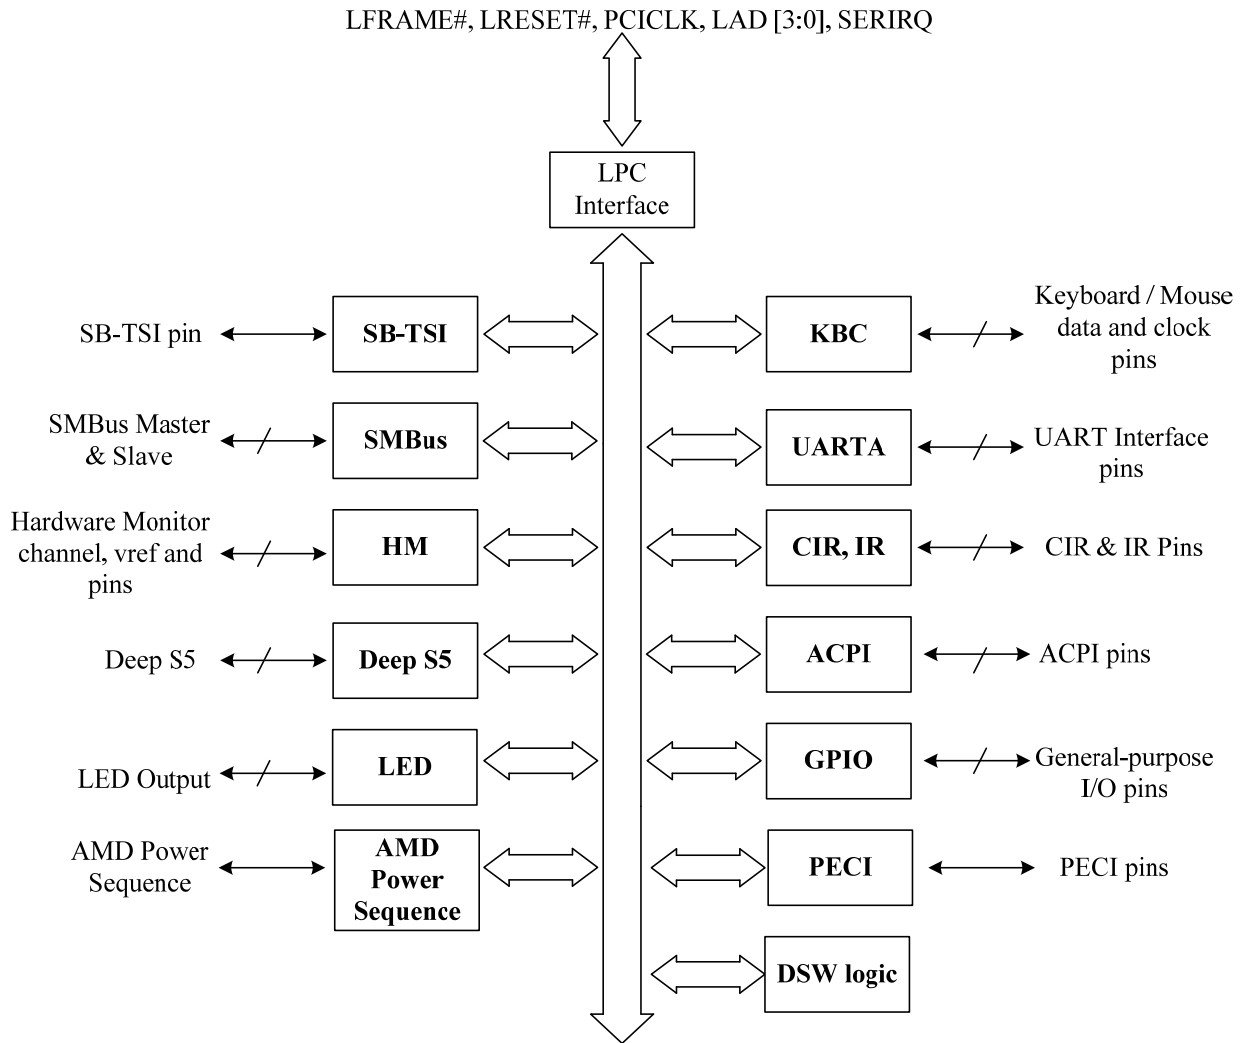 LFRAME#, LRESET#, PCICLK, LAD [3:0], SERIRQ
LPC
Interface
SB-TSI pin
SB-TSI
KBC
Keyboard / Mouse
data and clock
pins
SMBus Master
& Slave
SMBus
UARTA
UART Interface
pins
Hardware Monitor
channel, vref and
pins
HM
CIR, IR
CIR & IR Pins
Deep S5
Deep S5
ACPI
ACPI pins
LED Output
LED
GPIO
General-purpose
I/O pins
AMD Power
Sequence
AMD
Power
Sequence
PECI
PECI pins
DSW logic